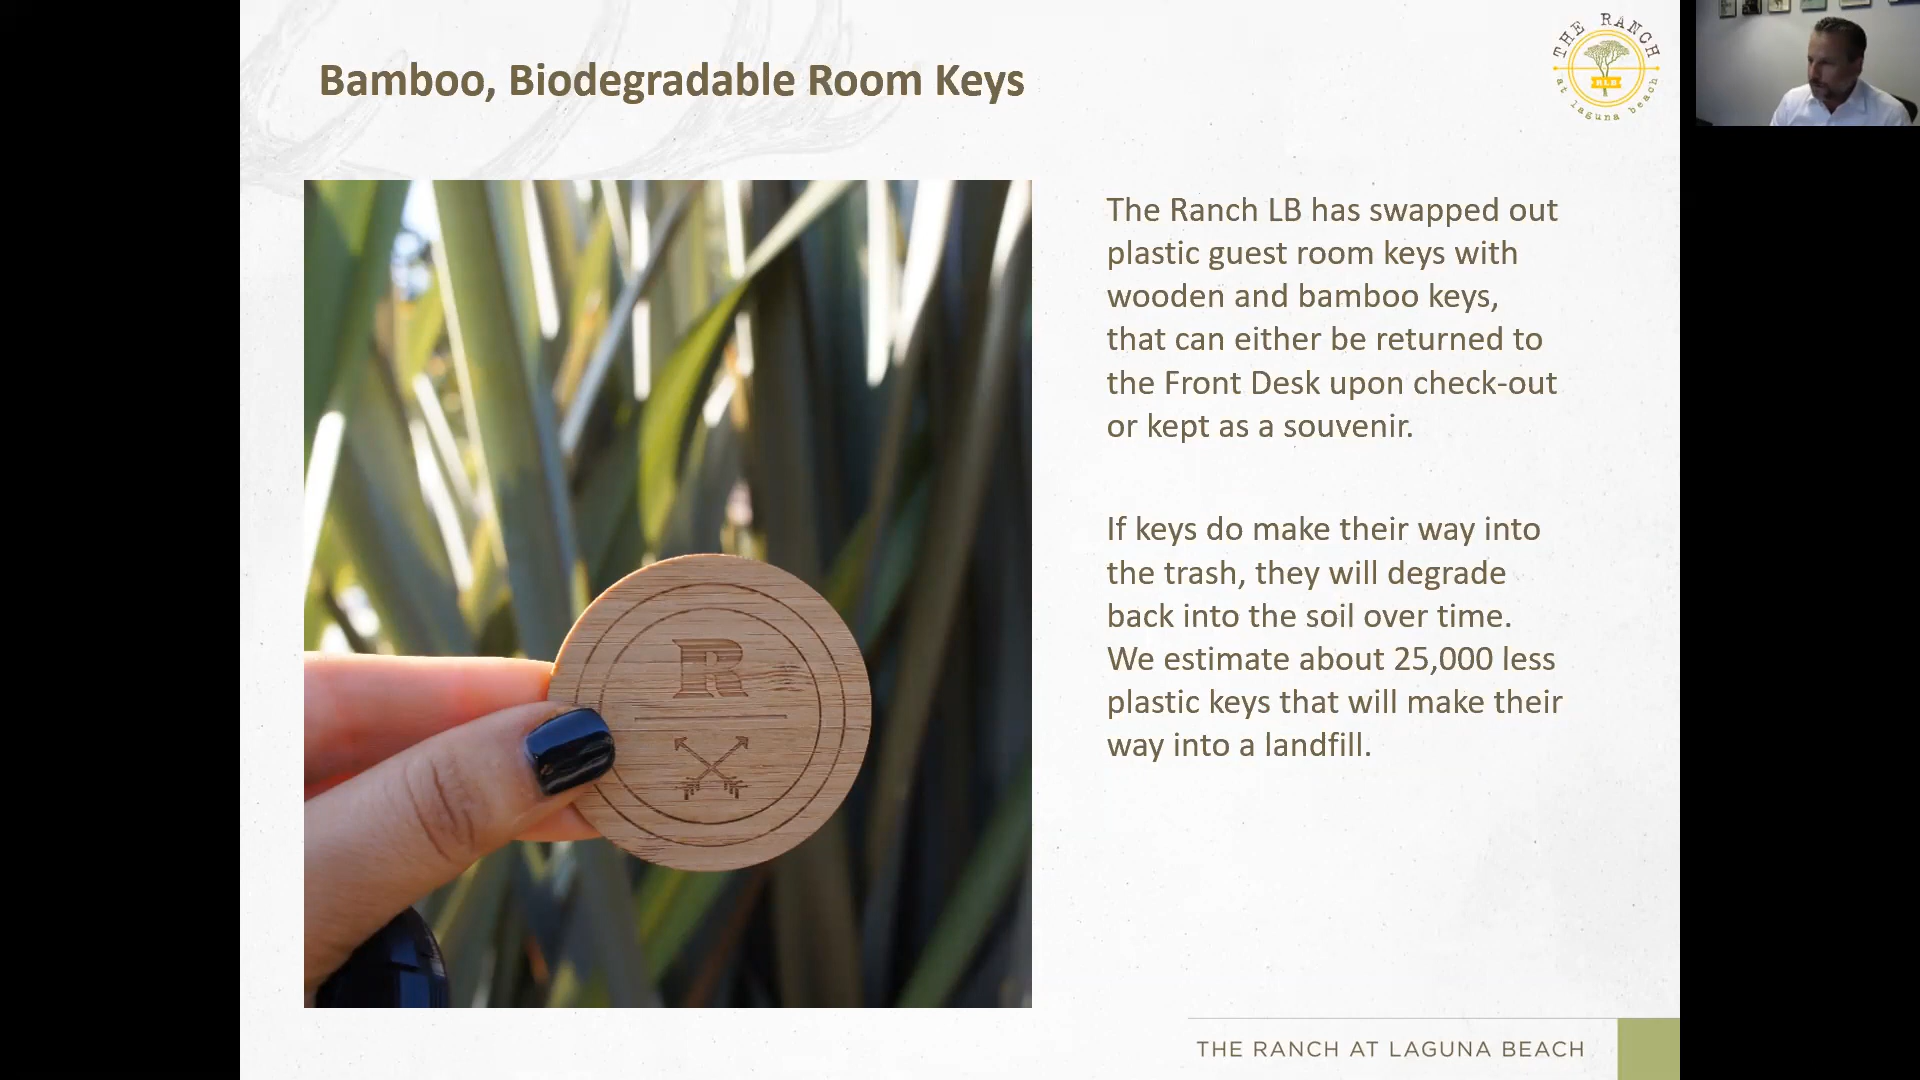 Bamboo, Biodegradable Room Keys
THE RANCH
RLB
at laguna beach
The Ranch LB has swapped out
plastic guest room keys with
wooden and bamboo keys,
that can either be returned to
the Front Desk upon check-out
or kept as a souvenir.
If keys do make their way into
the trash, they will degrade
back into the soil over time.
We estimate about 25,000 less
plastic keys that will make their
way into a landfill.
R
THE RANCH AT LAGUNA BEACH